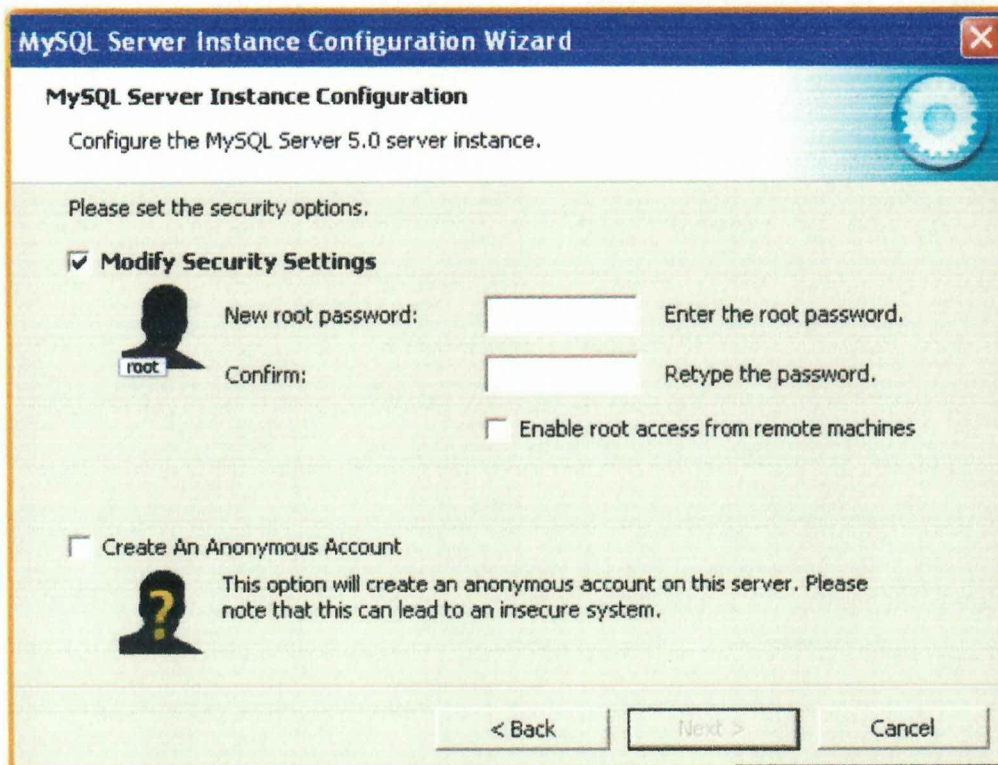 MySQL Server Instance Configuration Wizard
MySQL Server Instance Configuration
Configure the MySQL Server 5.0 server instance.
Please set the security options.
Modify Security Settings
root
New root password:
Enter the root password.
Confirm:
Retype the password.
Enable root access from remote machines
Create An Anonymous Account
?
This option will create an anonymous account on this server. Please
note that this can lead to an insecure system.
< Back
Next >
Cancel